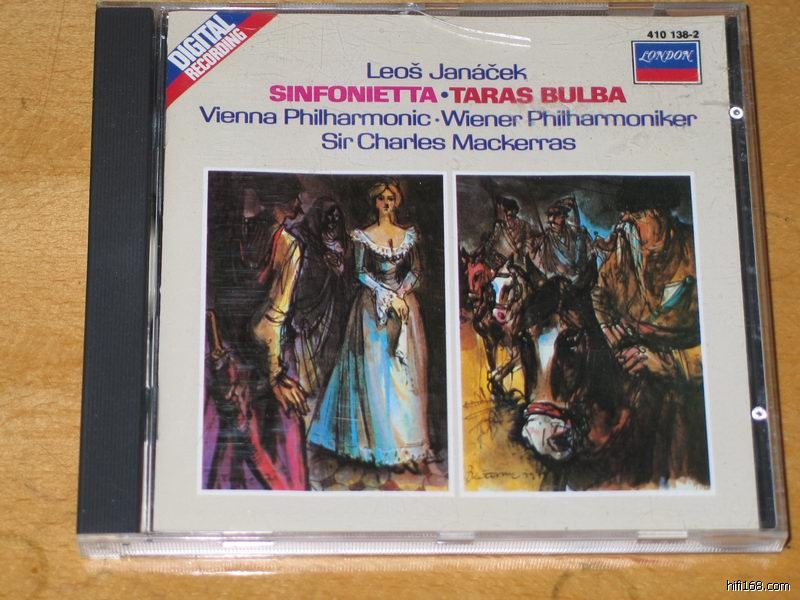 DIGITAL
RECORDING
410 138-2
LONDON
Leoš Janáček
SINFONIETTA • TARAS BULBA
Vienna Philharmonic • Wiener Philharmoniker
Sir Charles Mackerras
hifi168.com